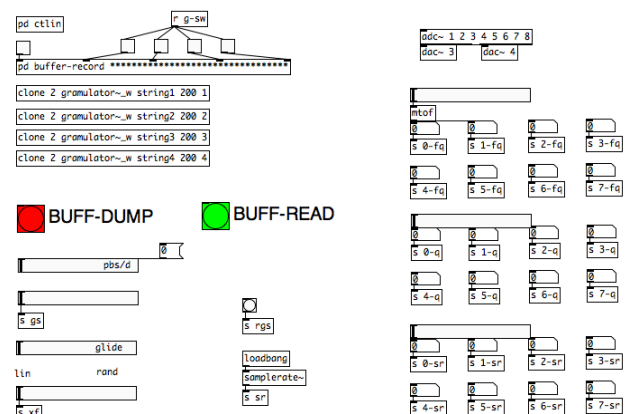 pd ctlin
r g-sw
pd buffer-record **********************************
clone 2 gramulator~_w string1 200 1
clone 2 gramulator~_w string2 200 2
clone 2 gramulator~_w string3 200 3
clone 2 gramulator~_w string4 200 4
BUFF-DUMP
BUFF-READ
0
pbs/d
s gs
glide
lin rand
s xf
s rgs
loadbang
samplerate~
s sr
adc~ 1 2 3 4 5 6 7 8
dac~ 3 dac~ 4
mtof
0 0 0 0
s 0-fq s 1-fq s 2-fq s 3-fq
0 0 0 0
s 4-fq s 5-fq s 6-fq s 7-fq
0 0 0 0
s 0-q s 1-q s 2-q s 3-q
0 0 0 0
s 4-q s 5-q s 6-q s 7-q
0 0 0 0
s 0-sr s 1-sr s 2-sr s 3-sr
0 0 0 0
s 4-sr s 5-sr s 6-sr s 7-sr